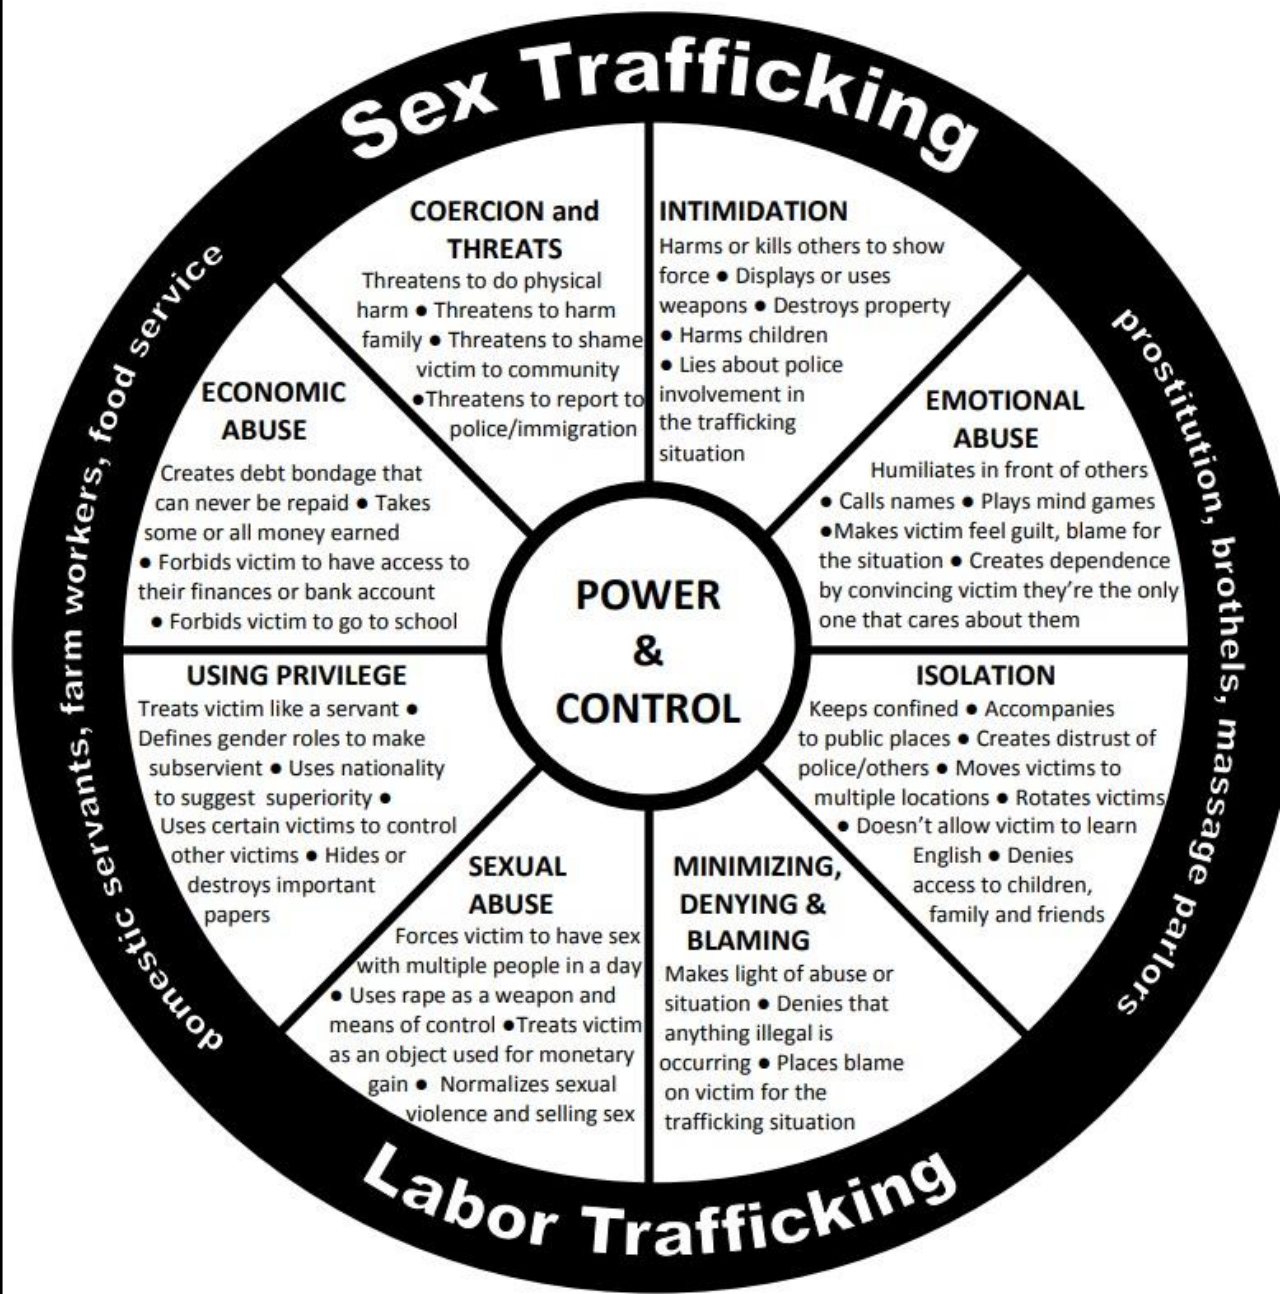 Sex Trafficking
COERCION and
THREATS
Threatens to do physical
harm ● Threatens to harm
family ● Threatens to shame
victim to community
●Threatens to report to
police/immigration
INTIMIDATION
Harms or kills others to show
force ● Displays or uses
weapons ● Destroys property
● Harms children
● Lies about police
involvement in
the trafficking
situation
EMOTIONAL
ABUSE
Humiliates in front of others
● Calls names ● Plays mind games
●Makes victim feel guilt, blame for
the situation ● Creates dependence
by convincing victim they're the only
one that cares about them
ISOLATION
Keeps confined ● Accompanies
to public places ● Creates distrust of
police/others ● Moves victims to
multiple locations ● Rotates victims
● Doesn't allow victim to learn
English ● Denies
access to children,
family and friends
MINIMIZING,
DENYING &
BLAMING
Makes light of abuse or
situation ● Denies that
anything illegal is
occurring ● Places blame
on victim for the
trafficking situation
SEXUAL
ABUSE
Forces victim to have sex
with multiple people in a day
● Uses rape as a weapon and
means of control ●Treats victim
as an object used for monetary
gain ● Normalizes sexual
violence and selling sex
USING PRIVILEGE
Treats victim like a servant ●
Defines gender roles to make
subservient ● Uses nationality
to suggest superiority ●
Uses certain victims to control
other victims ● Hides or
destroys important
papers
ECONOMIC
ABUSE
Creates debt bondage that
can never be repaid ● Takes
some or all money earned
● Forbids victim to have access to
their finances or bank account
● Forbids victim to go to school
POWER
&
CONTROL
prostitution, brothels, massage parlors
domestic servants, farm workers, food service
Labor Trafficking